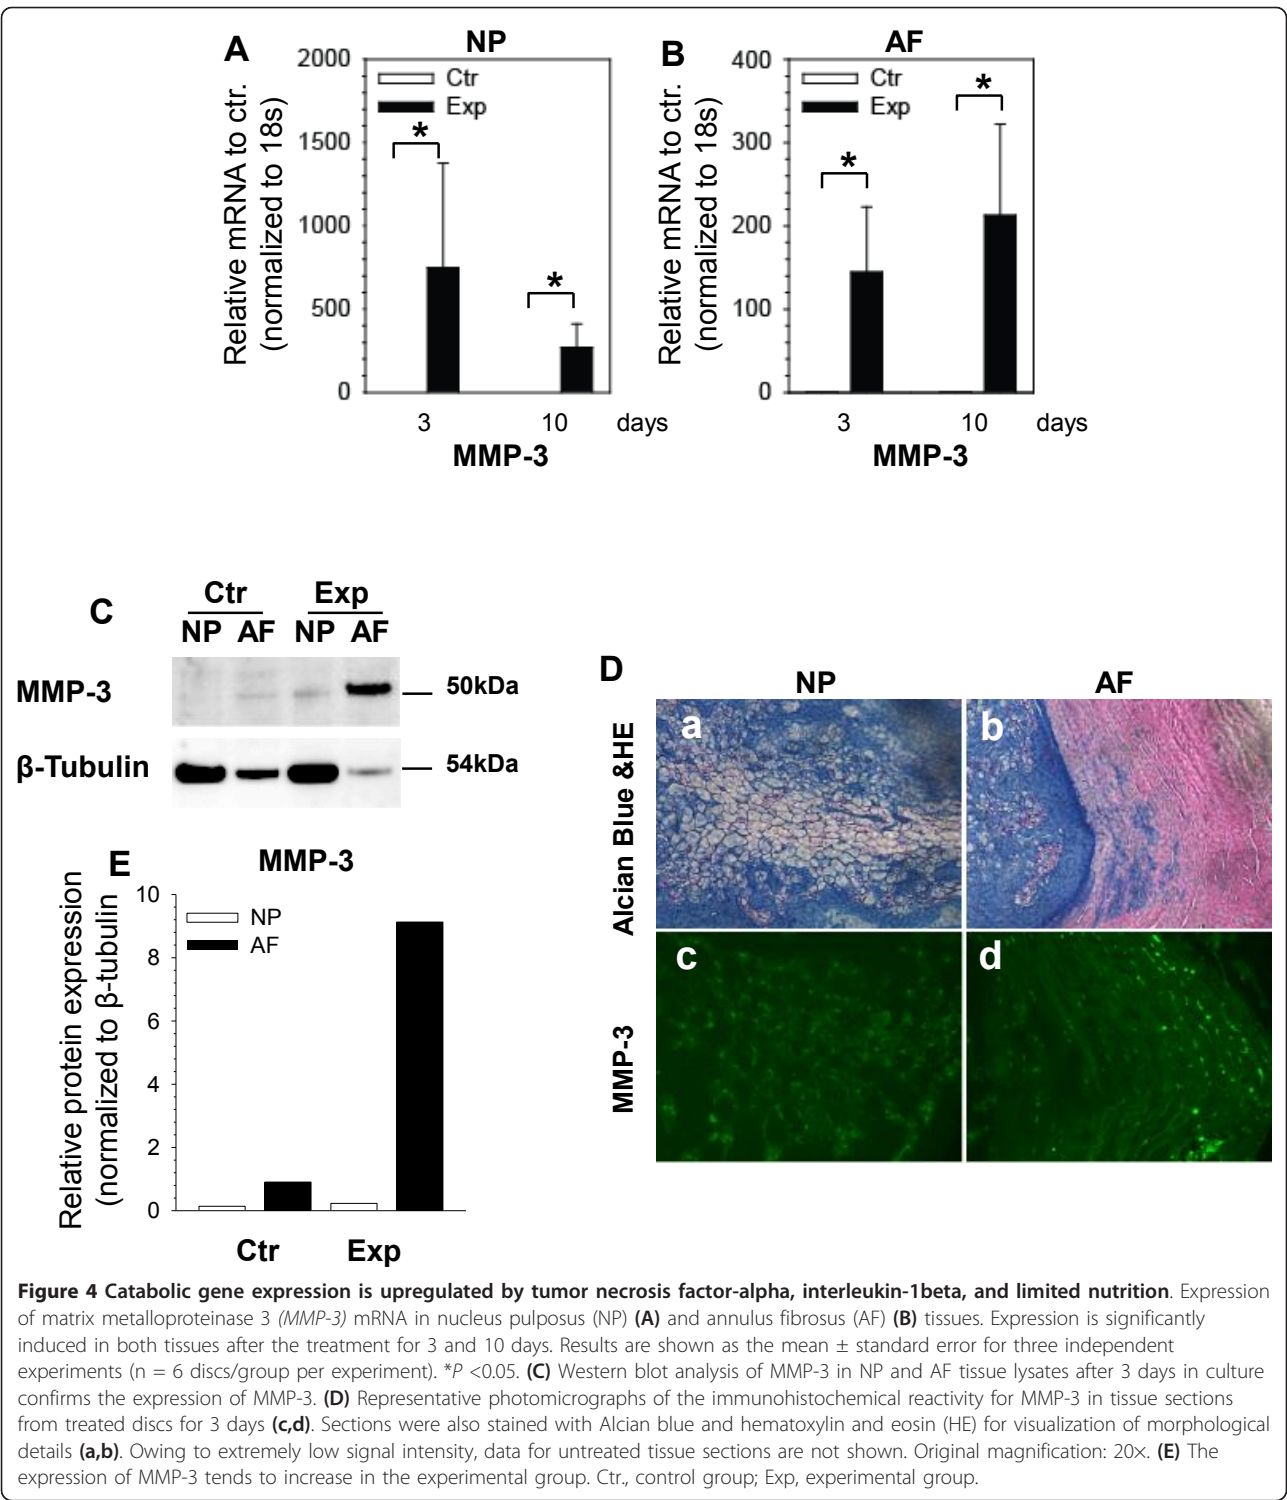 A
NP
Relative mRNA to ctr.
(normalized to 18s)
2000
1500
1000
500
0
Ctr
Exp
*
*
3
10
days
MMP-3
B
AF
Relative mRNA to ctr.
(normalized to 18s)
400
300
200
100
0
Ctr
Exp
*
*
3
10
days
MMP-3
C
Ctr
Exp
NP AF NP AF
MMP-3
50kDa
β-Tubulin
54kDa
D
NP
AF
Alcian Blue &HE
a
b
MMP-3
c
d
E
MMP-3
Relative protein expression
(normalized to β-tubulin
10
8
6
4
2
0
NP
AF
Ctr
Exp
Figure 4 Catabolic gene expression is upregulated by tumor necrosis factor-alpha, interleukin-1beta, and limited nutrition. Expression
of matrix metalloproteinase 3 (MMP-3) mRNA in nucleus pulposus (NP) (A) and annulus fibrosus (AF) (B) tissues. Expression is significantly
induced in both tissues after the treatment for 3 and 10 days. Results are shown as the mean ± standard error for three independent
experiments (n = 6 discs/group per experiment). *P <0.05. (C) Western blot analysis of MMP-3 in NP and AF tissue lysates after 3 days in culture
confirms the expression of MMP-3. (D) Representative photomicrographs of the immunohistochemical reactivity for MMP-3 in tissue sections
from treated discs for 3 days (c,d). Sections were also stained with Alcian blue and hematoxylin and eosin (HE) for visualization of morphological
details (a,b). Owing to extremely low signal intensity, data for untreated tissue sections are not shown. Original magnification: 20×. (E) The
expression of MMP-3 tends to increase in the experimental group. Ctr., control group; Exp, experimental group.